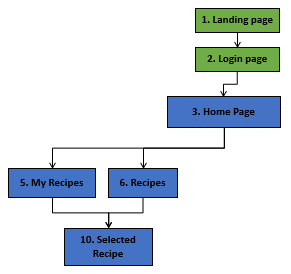 1. Landing page
2. Login page
3. Home Page
5. My Recipes
6. Recipes
10. Selected
Recipe